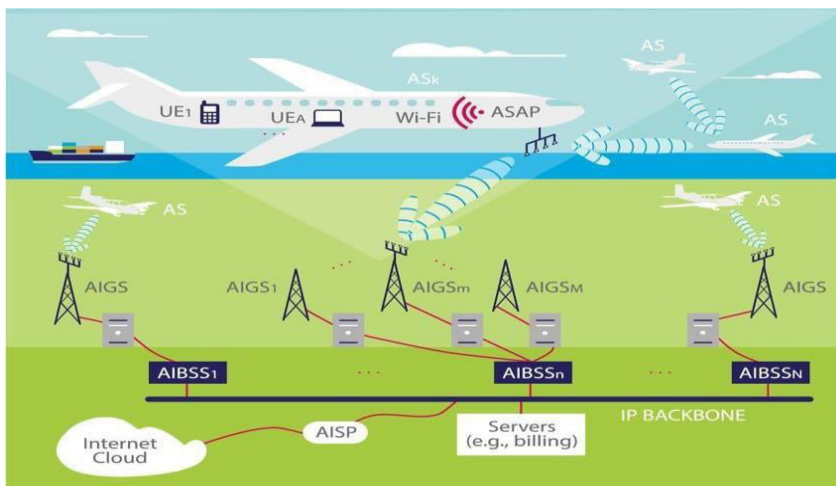 AS
ASk
UE1
UEA
...
Wi-Fi
ASAP
AS
AS
AS
... ...
AIGS
AIGS1
AIGSm
AIGSM
AIGS
AIBSS1
...
AIBSSn
...
AIBSSN
IP BACKBONE
Internet
Cloud
AISP
Servers
(e.g., billing)